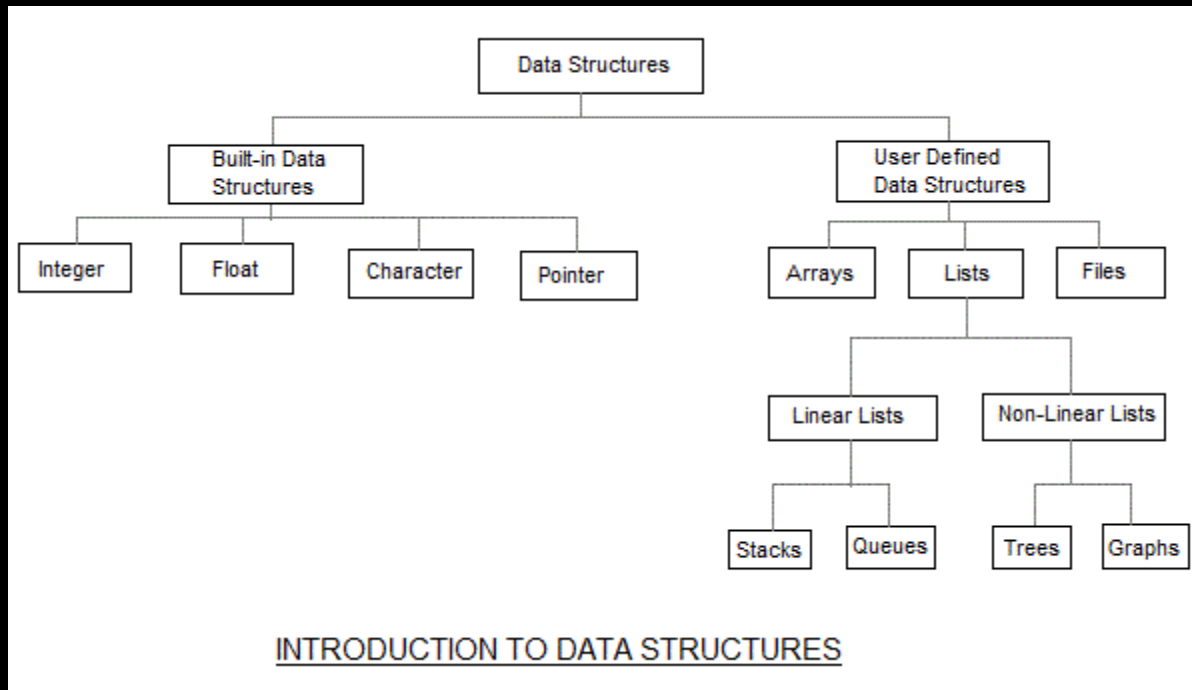 Data Structures
Built-in Data
Structures
User Defined
Data Structures
Integer
Float
Character
Pointer
Arrays
Lists
Files
Linear Lists
Non-Linear Lists
Stacks
Queues
Trees
Graphs
INTRODUCTION TO DATA STRUCTURES